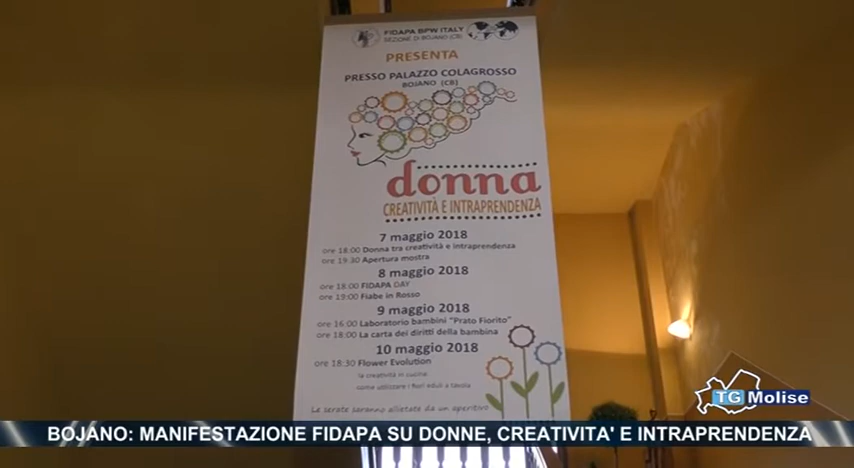 FIDAPA BPW ITALY
SEZIONE DI BOJANO (CB)
PRESENTA
PRESSO PALAZZO COLAGROSSO
BOJANO (CB)
donna
CREATIVITÀ E INTRAPRENDENZA
7 maggio 2018
ore 18:00 Donna tra creatività e intraprendenza
ore 19:30 Apertura mostra
8 maggio 2018
ore 18:00 FIDAPA DAY
ore 19:00 Fiabe in Rosso
9 maggio 2018
ore 16:00 Laboratorio bambini "Prato Fiorito"
ore 18:00 La carta dei diritti della bambina
10 maggio 2018
ore 18:30 Flower Evolution
la creatività in cucina:
come utilizzare i fiori eduli a tavola
Le serate saranno allietate da un aperitivo
TG Molise
BOJANO: MANIFESTAZIONE FIDAPA SU DONNE, CREATIVITA' E INTRAPRENDENZA